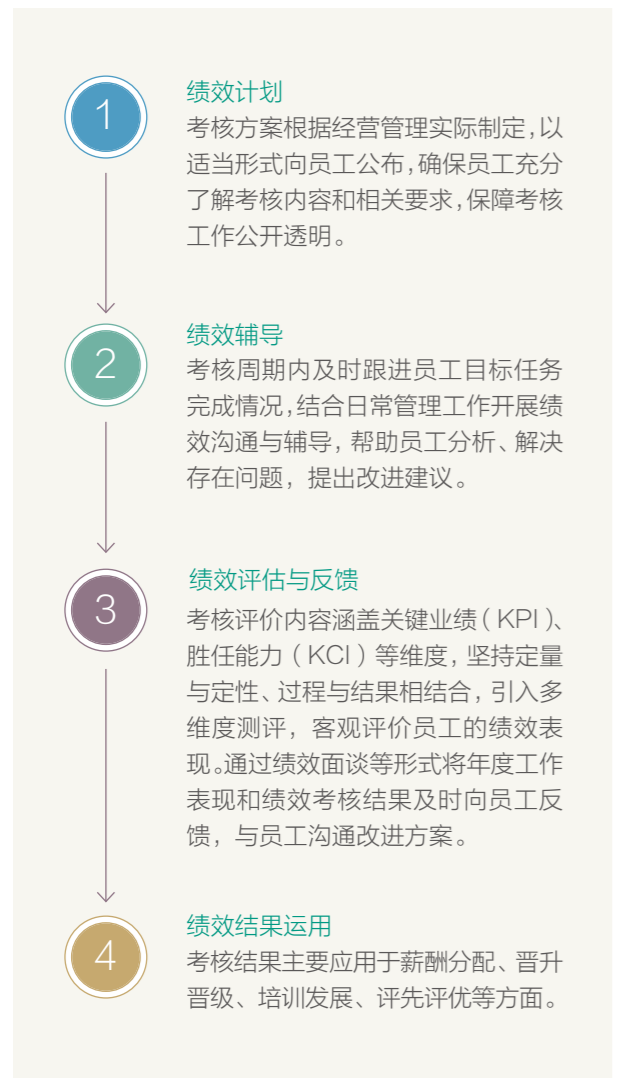 1
绩效计划
考核方案根据经营管理实际制定，以
适当形式向员工公布，确保员工充分
了解考核内容和相关要求，保障考核
工作公开透明。
2
绩效辅导
考核周期内及时跟进员工目标任务
完成情况，结合日常管理工作开展绩
效沟通与辅导，帮助员工分析、解决
存在问题，提出改进建议。
3
绩效评估与反馈
考核评价内容涵盖关键业绩（KPI）、
胜任能力（KCI）等维度，坚持定量
与定性、过程与结果相结合，引入多
维度测评，客观评价员工的绩效表
现。通过绩效面谈等形式将年度工作
表现和绩效考核结果及时向员工反
馈，与员工沟通改进方案。
4
绩效结果运用
考核结果主要应用于薪酬分配、晋升
晋级、培训发展、评先评优等方面。